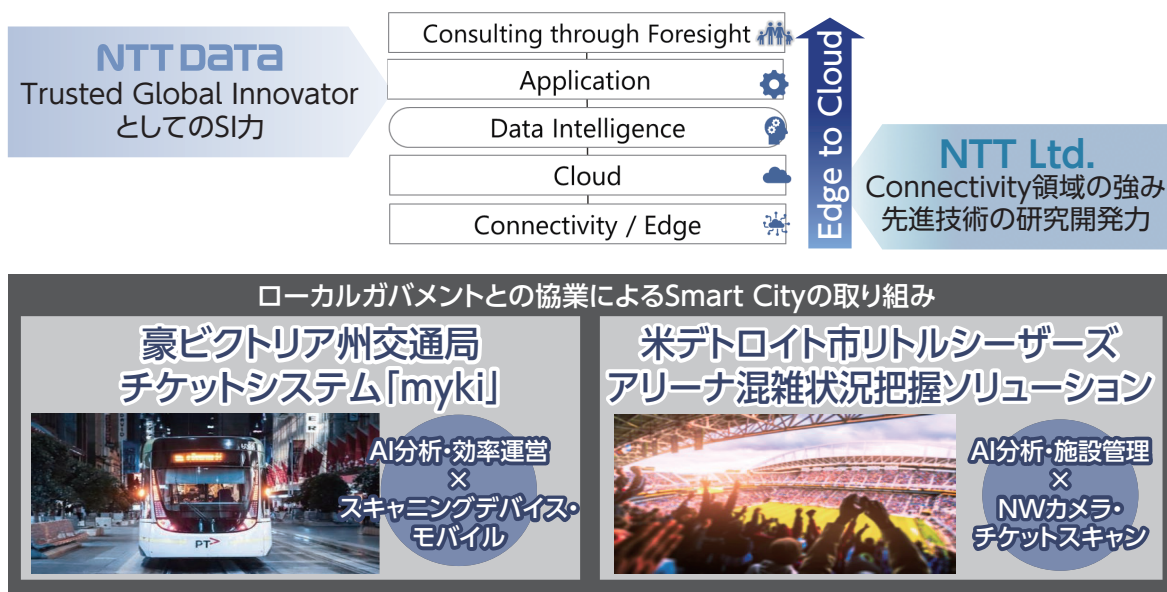 NTT DATA
Trusted Global Innovator
としてのSI力
Consulting through Foresight
Application
Data Intelligence
Cloud
Connectivity / Edge
Edge to Cloud
NTT Ltd.
Connectivity領域の強み
先進技術の研究開発力
ローカルガバメントとの協業によるSmart Cityの取り組み
豪ビクトリア州交通局
チケットシステム「myki」
PT
AI分析・効率運営
×
スキャニングデバイス・
モバイル
米デトロイト市リトルシーザーズ
アリーナ混雑状況把握ソリューション
AI分析・施設管理
×
NWカメラ・
チケットスキャン